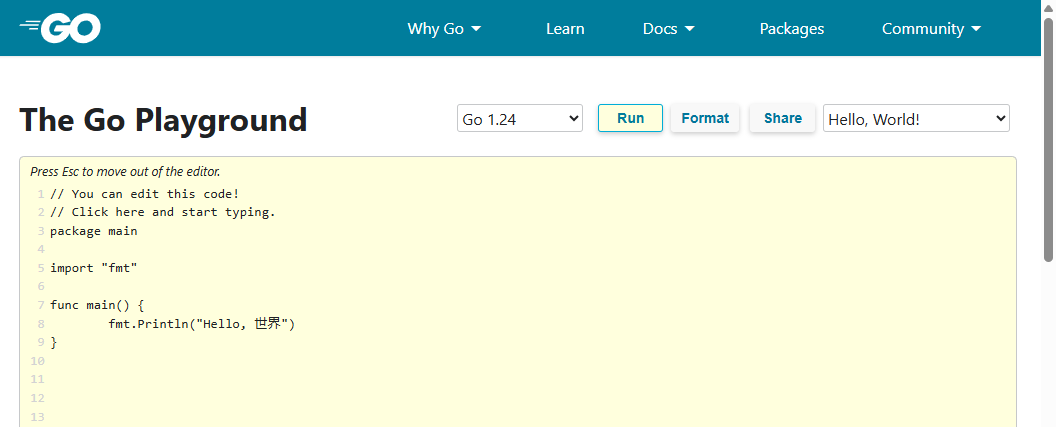 GO
Why Go Learn Docs Packages Community
The Go Playground
Go 1.24 Run Format Share Hello, World!
Press Esc to move out of the editor.
1 // You can edit this code!
2 // Click here and start typing.
3 package main
4
5 import "fmt"
6
7 func main() {
8 fmt.Println("Hello, 世界")
9 }
10
11
12
13